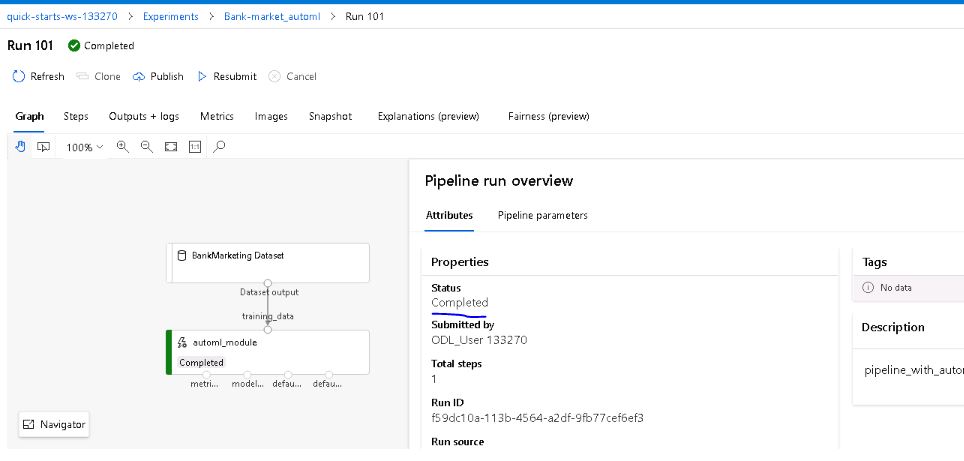 quick-starts-ws-133270 > Experiments > Bank-market_automl > Run 101
Run 101 Completed
Refresh Clone Publish Resubmit Cancel
Graph Steps Outputs + logs Metrics Images Snapshot Explanations (preview) Fairness (preview)
100% 1:1
Pipeline run overview
Attributes Pipeline parameters
BankMarketing Dataset
Dataset output
training_data
automl_module
Completed
metri... model... defau... defau...
Navigator
Properties
Status
Completed
Submitted by
ODL_User 133270
Total steps
1
Run ID
f59dc10a-113b-4564-a2df-9fb77cef6ef3
Run source
Tags
No data
Description
pipeline_with_autor